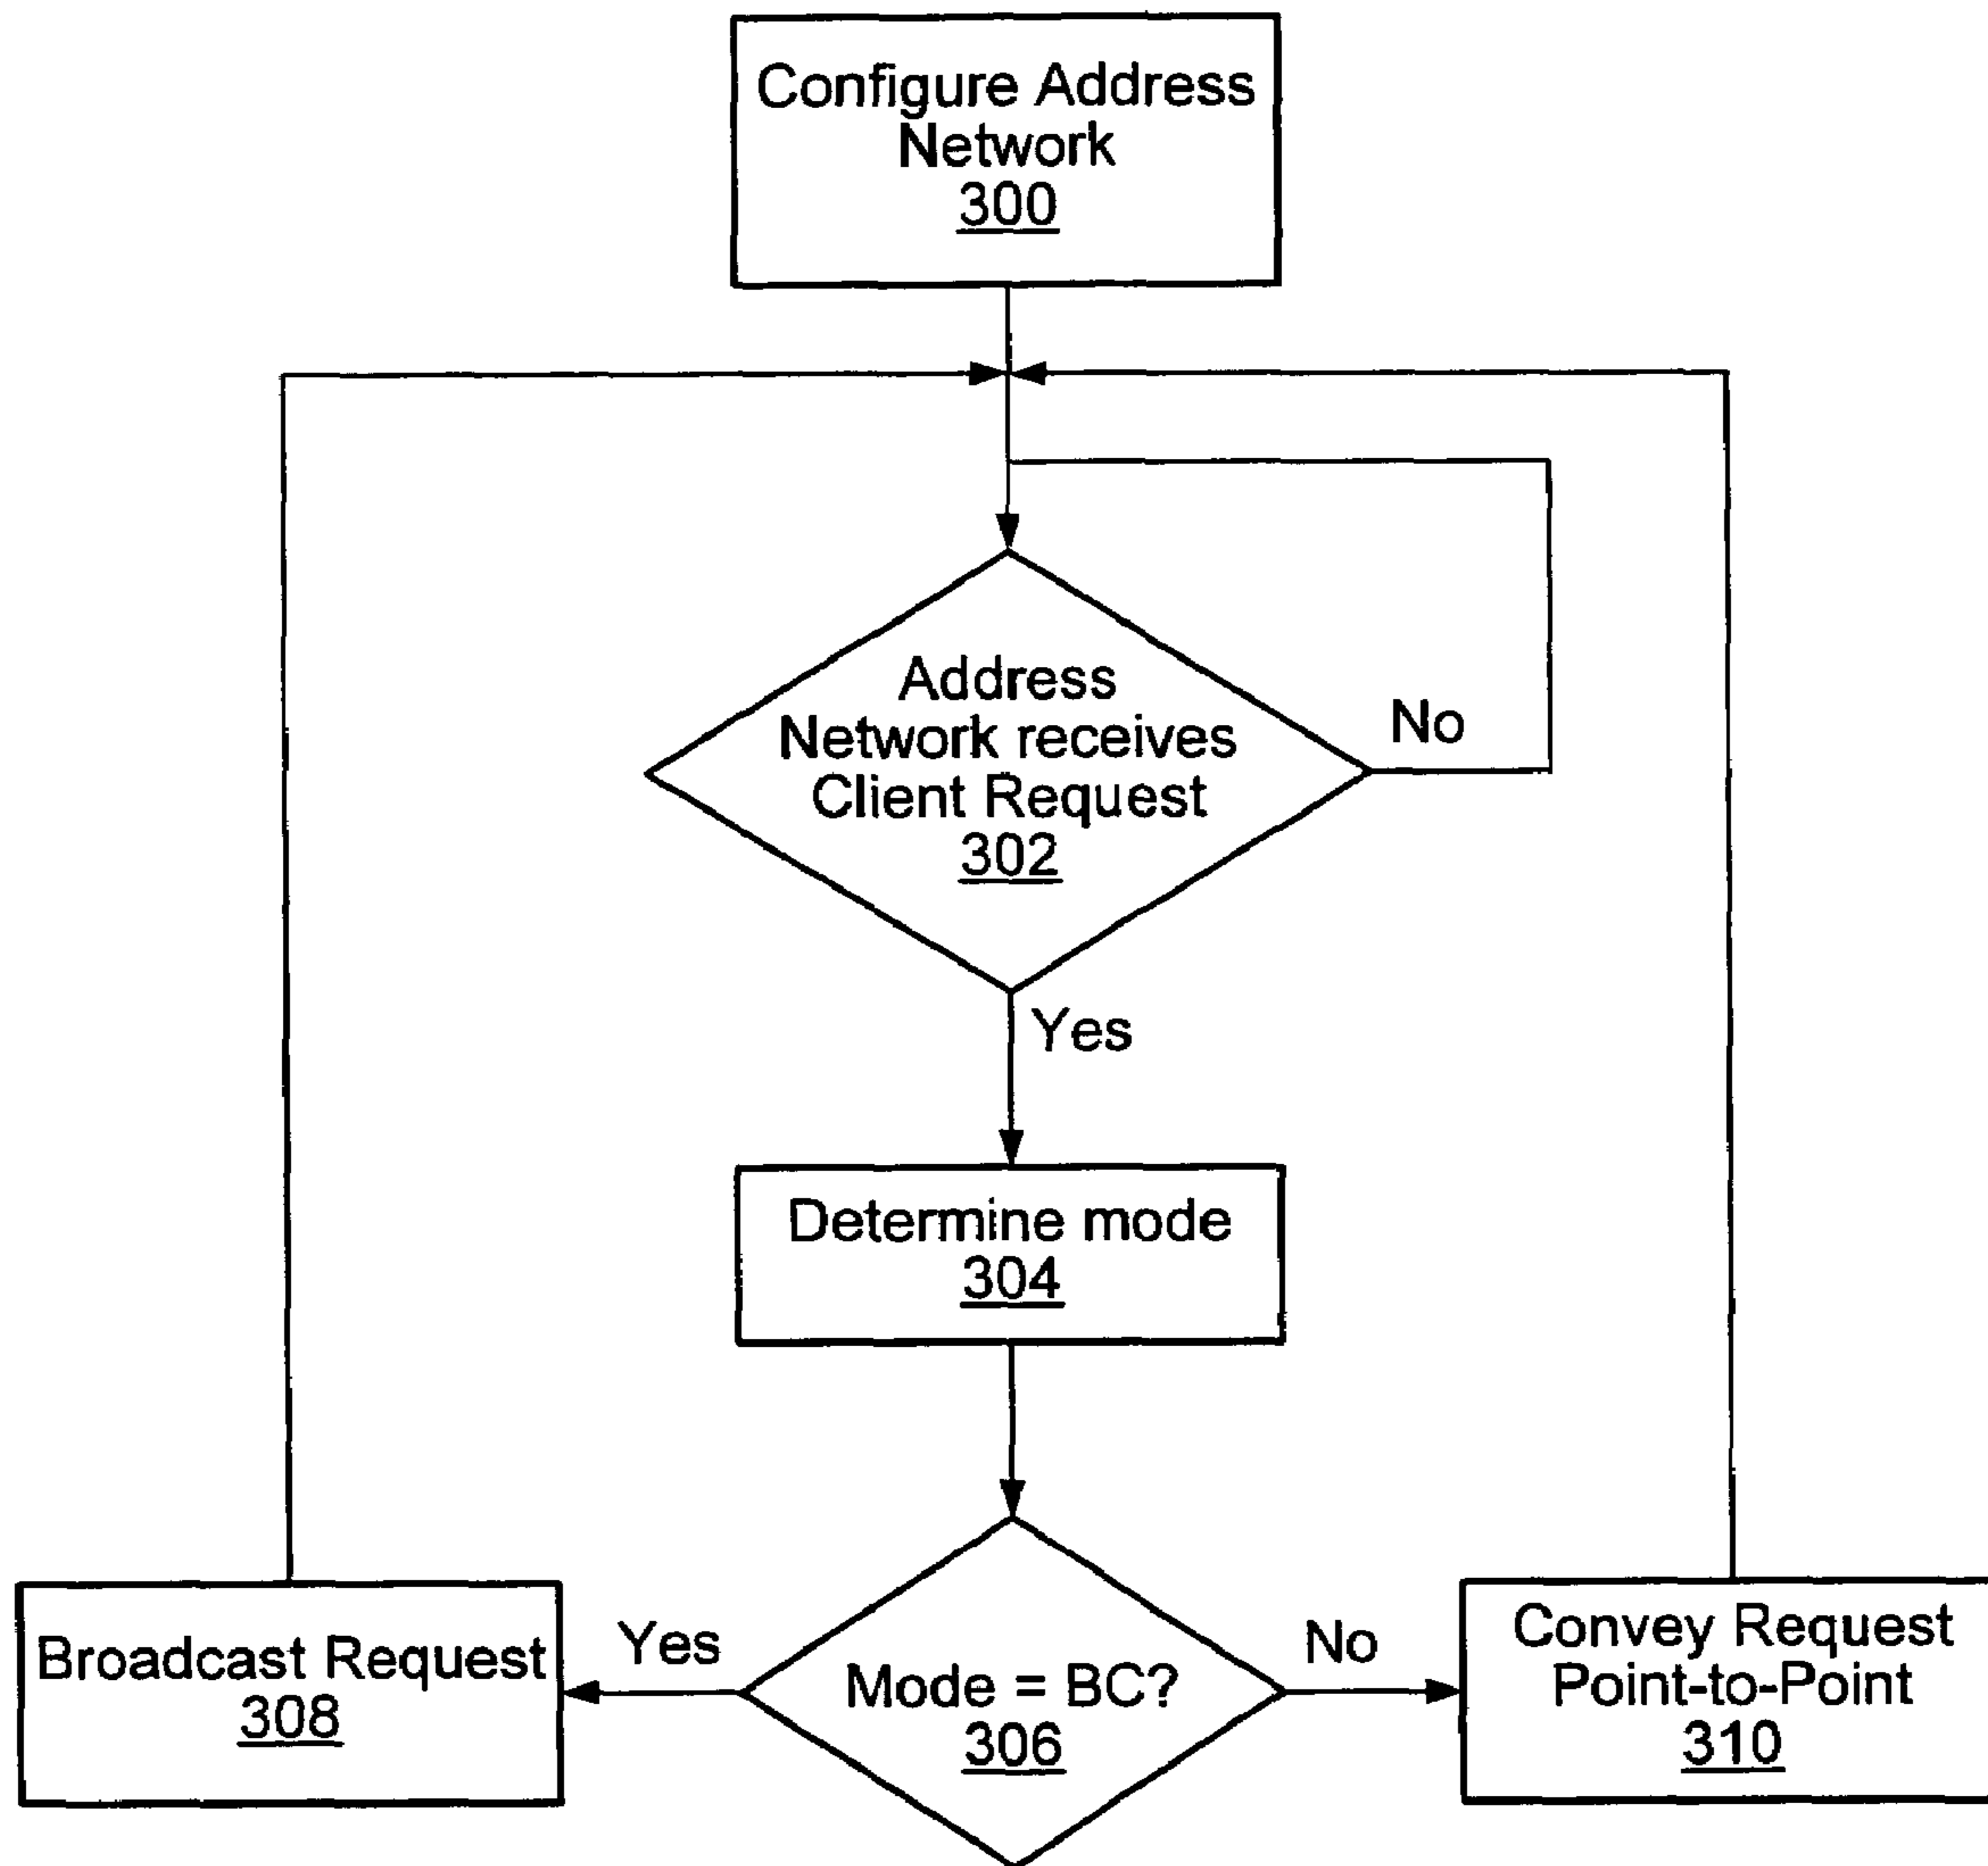 Configure Address
Network
300
Address
Network receives
Client Request
302
No
Yes
Determine mode
304
Broadcast Request
308
Yes
Mode = BC?
306
No
Convey Request
Point-to-Point
310